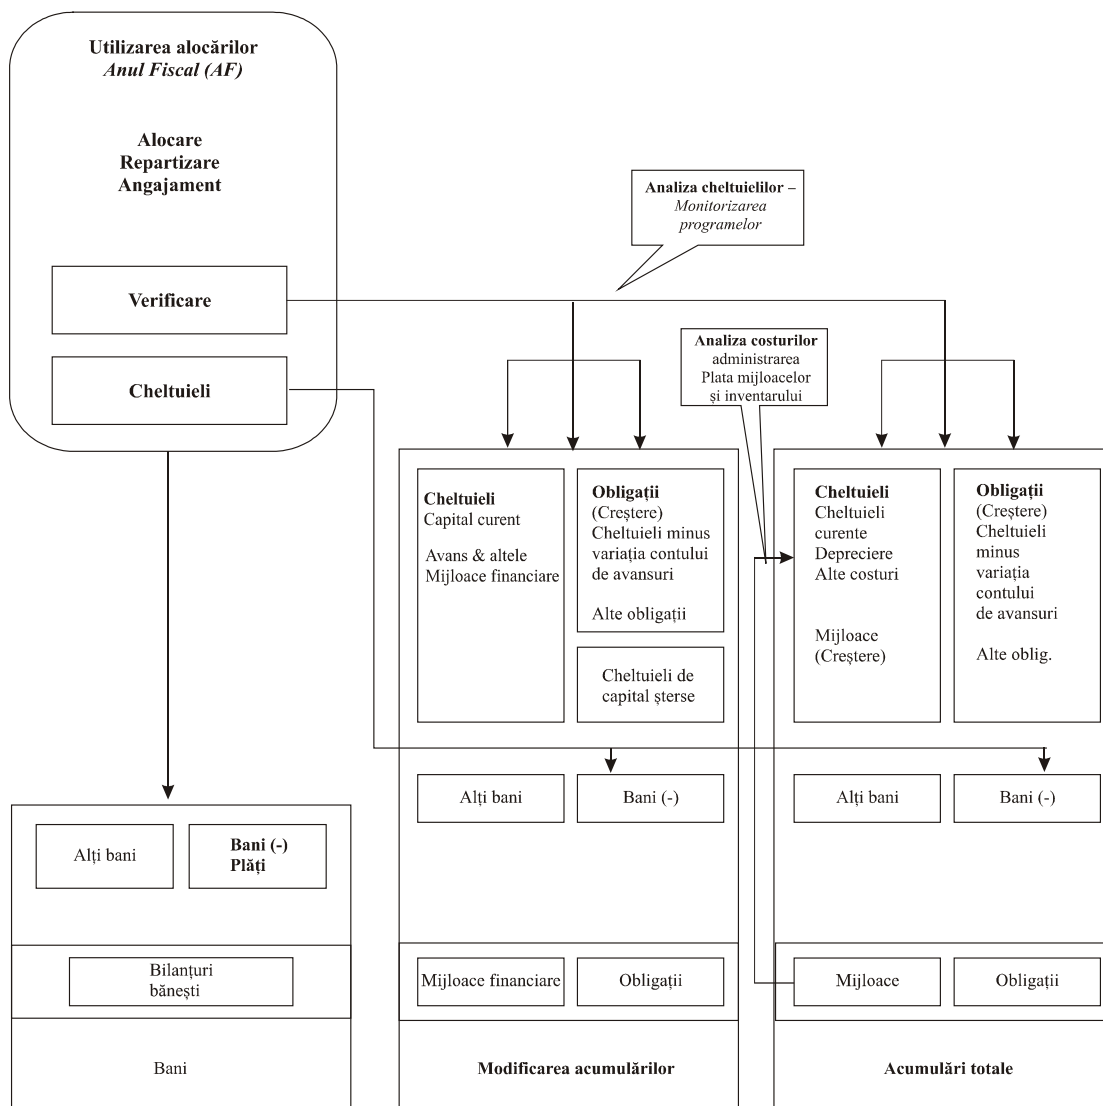 Utilizarea alocărilor
Anul Fiscal (AF)
Alocare
Repartizare
Angajament
Verificare
Cheltuieli
Analiza cheltuielilor –
Monitorizarea
programelor
Analiza costurilor
administrarea
Plata mijloacelor
și inventarului
Cheltuieli
Capital curent
Avans & altele
Mijloace financiare
Obligații
(Creștere)
Cheltuieli minus
variația contului
de avansuri
Alte obligații
Cheltuieli de
capital șterse
Cheltuieli
Cheltuieli
curente
Depreciere
Alte costuri
Mijloace
(Creștere)
Obligații
(Creștere)
Cheltuieli
minus
variația
contului
de avansuri
Alte oblig.
Alți bani
Bani (-)
Alți bani
Bani (-)
Alți bani
Bani (-)
Plăți
Bilanțuri
bănești
Mijloace financiare
Obligații
Mijloace
Obligații
Bani
Modificarea acumulărilor
Acumulări totale